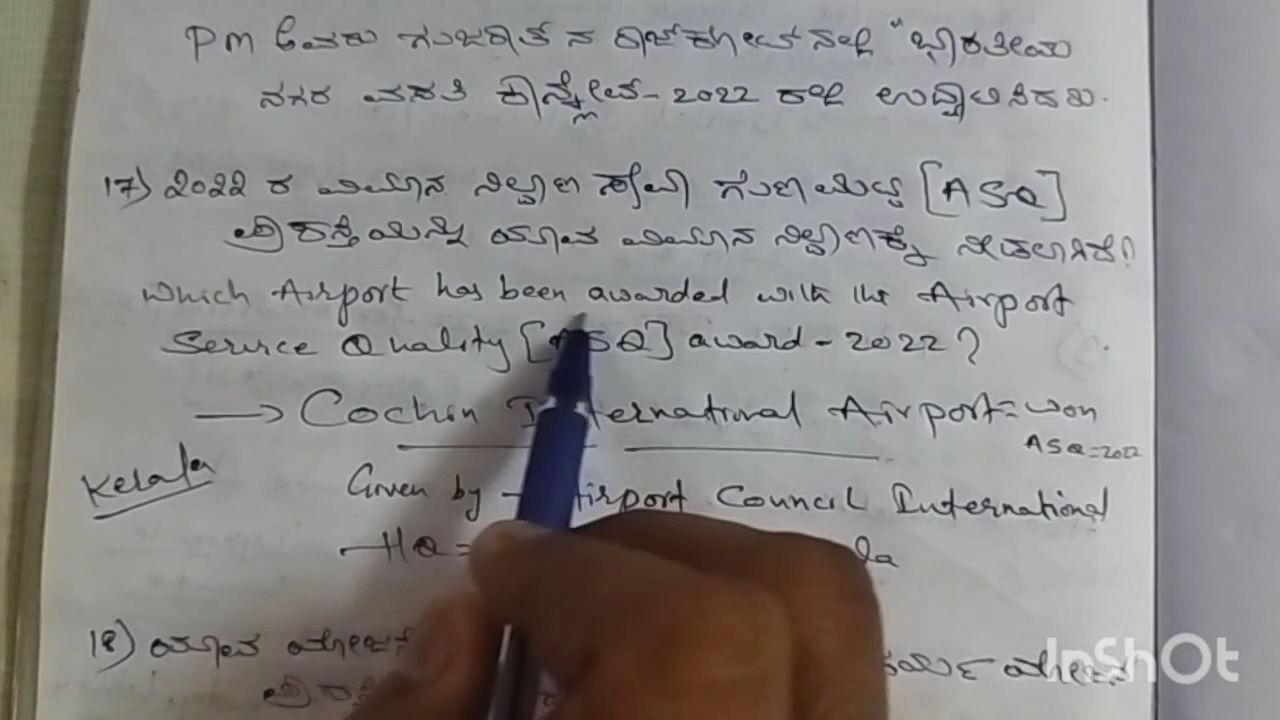 PM ರವರು ಗುಜರಾತ್ ನ ರಾಜ್‌ಕೋಟ್ ನಲ್ಲಿ "ಭಾರತೀಯ
ನಗರ ವಸತಿ ಕಾನ್ಕ್ಲೇವ್-2022 ರಲ್ಲಿ ಉದ್ಘಾಟಿಸಿದರು.
17) 2022 ರ ವಿಮಾನ ನಿಲ್ದಾಣ ಸೇವಾ ಗುಣಮಟ್ಟ [ASQ]
ಪ್ರಶಸ್ತಿಯನ್ನು ಯಾವ ವಿಮಾನ ನಿಲ್ದಾಣಕ್ಕೆ ನೀಡಲಾಗಿದೆ?
Which Airport has been awarded with the Airport
Service Quality [ASQ] award - 2022?
→ Cochin International Airport = won
ASQ = 2022
Kerala
Given by - Airport Council International
HQ =
18) ಯಾವ
InShOt